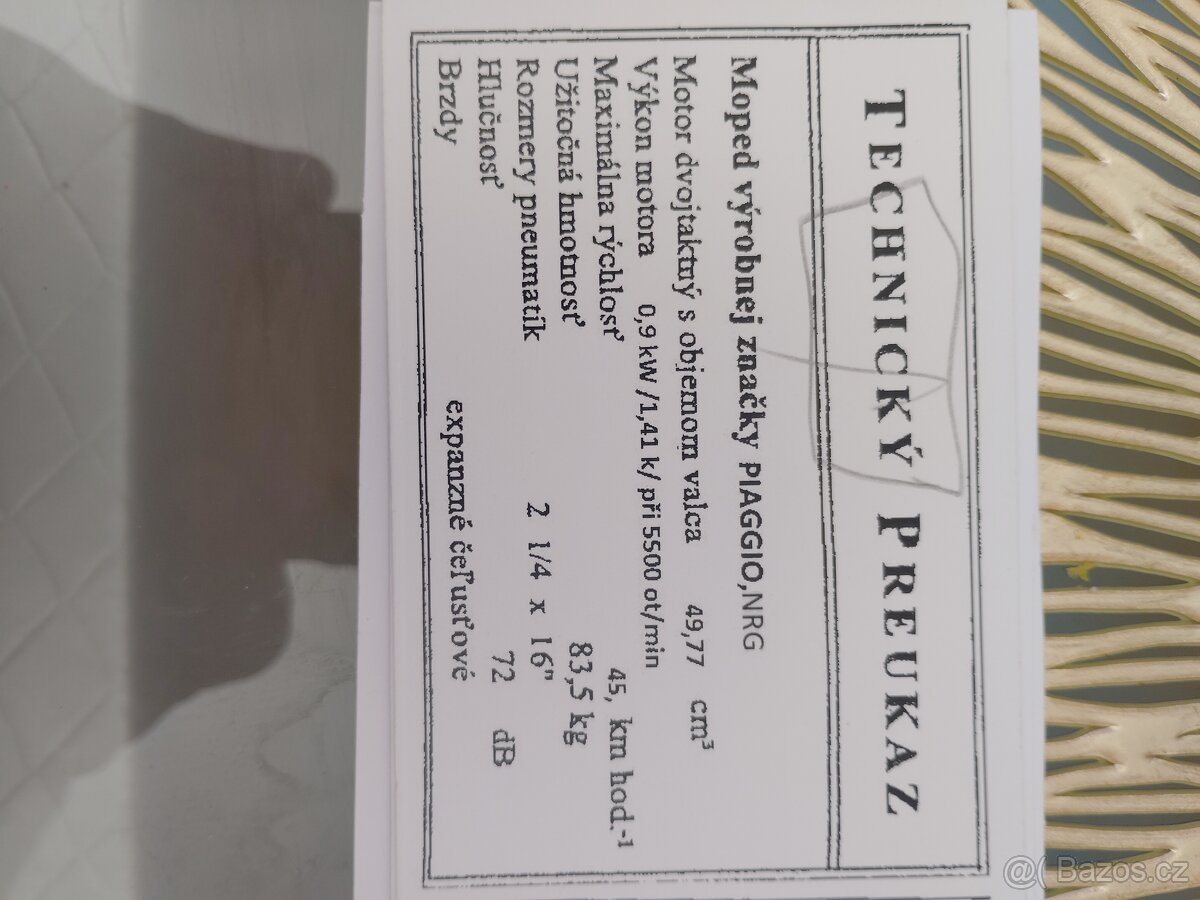 TECHNICKÝ PREUKAZ
Moped výrobnej značky PIAGGIO,NRG
Motor dvojtaktný s objemom valca 49,77 cm³
Výkon motora 0,9 kW/1,41 k/ při 5500 ot/min
Maximálna rýchlosť 45, km hod.⁻¹
Užitočná hmotnosť 83,5 kg
Rozmery pneumatík 2 1/4 x 16"
Hlučnosť 72 dB
Brzdy expanzné čeľusťové
@( Bazos.cz